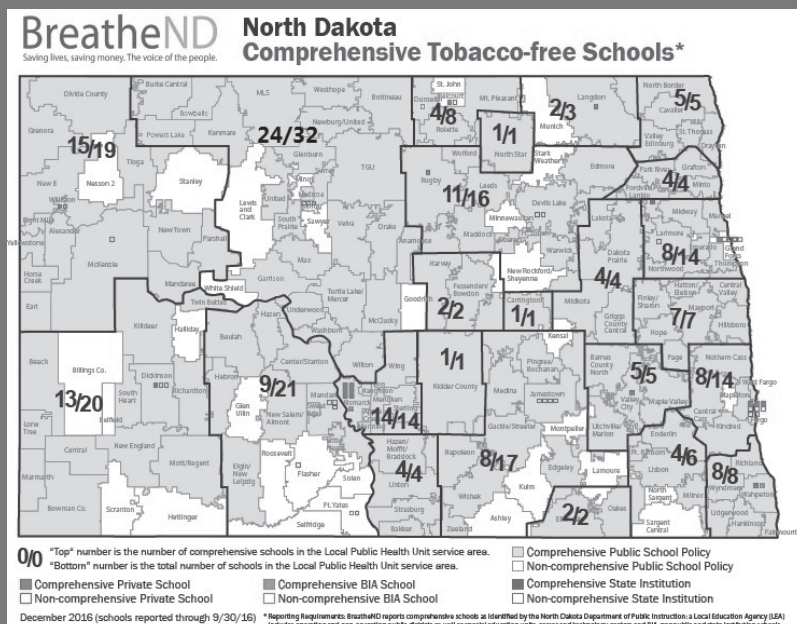 BreatheND
Saving lives, saving money. The voice of the people.
North Dakota
Comprehensive Tobacco-free Schools*
Divide County
Burke Central
Bowbells
Powers Lake
Kenmare
Grenora
15/19
Tioga
Nesson 2
Stanley
New 8
Alexander
Yellowstone
McKenzie
New Town
Parshall
Mandaree
Horse Creek
Earl
White Shield
Twin Buttes
MLS
Westhope
Bottineau
Newburg/United
24/32
Glenburn
TGU
Lewis and Clark
United
South Prairie
Sawyer
Velva
Drake
Max
Garrison
Underwood
Turtle Lake/ Mercer
Washburn
McClusky
St. John
Dunseith
Belcourt
4/8
Rolette
Mt. Pleasant
1/1
North Star
2/3
Munich
Langdon
North Border
5/5
Cavalier
Valley Edinburg
St. Thomas
Drayton
Wolford
Stark Weather
Edmore
Park River
Grafton
4/4
Fordville Lankin
Minto
Rugby
Leeds
11/16
Devils Lake
Minnewaukan
Maddock
Anamoose
Warwick
New Rockford/ Sheyenne
Lakota
Dakota Prairie
4/4
Midway
Larimore
8/14
Northwood
Grand Forks
Thompson
Manvel
Harvey
Fessenden/ Bowdon
2/2
Goodrich
Carrington
1/1
Midkota
Griggs County Central
Finley/ Sharon
Hatton/ Eielson
Central Valley
7/7
Mayport
Hope
Hillsboro
Killdeer
Halliday
Beulah
Hazen
Center/Stanton
Wilton
Wing
1/1
Kidder County
Pingree/ Buchanan
Kensal
Medina
Jamestown
Barnes County North
5/5
Page
Valley City
Maple Valley
Northern Cass
8/14
West Fargo
Mapleton
Central Cass
Fargo
Kindred
Beach
Billings Co.
Dickinson
South Heart
Richardton
13/20
Belfield
Lone Tree
Hebron
9/21
Glen Ullin
New Salem/ Almont
Mandan
Bismarck
Naughton
Menoken
Sterling
14/14
Gackle/Streeter
Montpelier
Litchville/ Marion
Central
New England
Mott/Regent
Elgin/ New Leipzig
Roosevelt
Flasher
Solen
Hazen/ Moffit/ Braddock
4/4
Linton
Napoleon
8/17
Wishek
Kulm
Edgeley
Lamoure
Enderlin
Ft. Ransom
Lisbon
4/6
Milnor
North Sargent
Sargent Central
8/8
Richland
Wyndmere
Wahpeton
Lidgerwood
Hankinson
Fairmount
Marmarth
Bowman Co.
Scranton
Hettinger
Ft. Yates
Selfridge
Strasburg
Bakker
Zeeland
Ashley
2/2
Oakes
0/0 "Top" number is the number of comprehensive schools in the Local Public Health Unit service area.
"Bottom" number is the total number of schools in the Local Public Health Unit service area.
Comprehensive Public School Policy
Non-comprehensive Public School Policy
Comprehensive Private School
Comprehensive BIA School
Comprehensive State Institution
Non-comprehensive Private School
Non-comprehensive BIA School
Non-comprehensive State Institution
December 2016 (schools reported through 9/30/16)
* Reporting Requirements: BreatheND reports comprehensive schools as identified by the North Dakota Department of Public Instruction: a Local Education Agency (LEA)